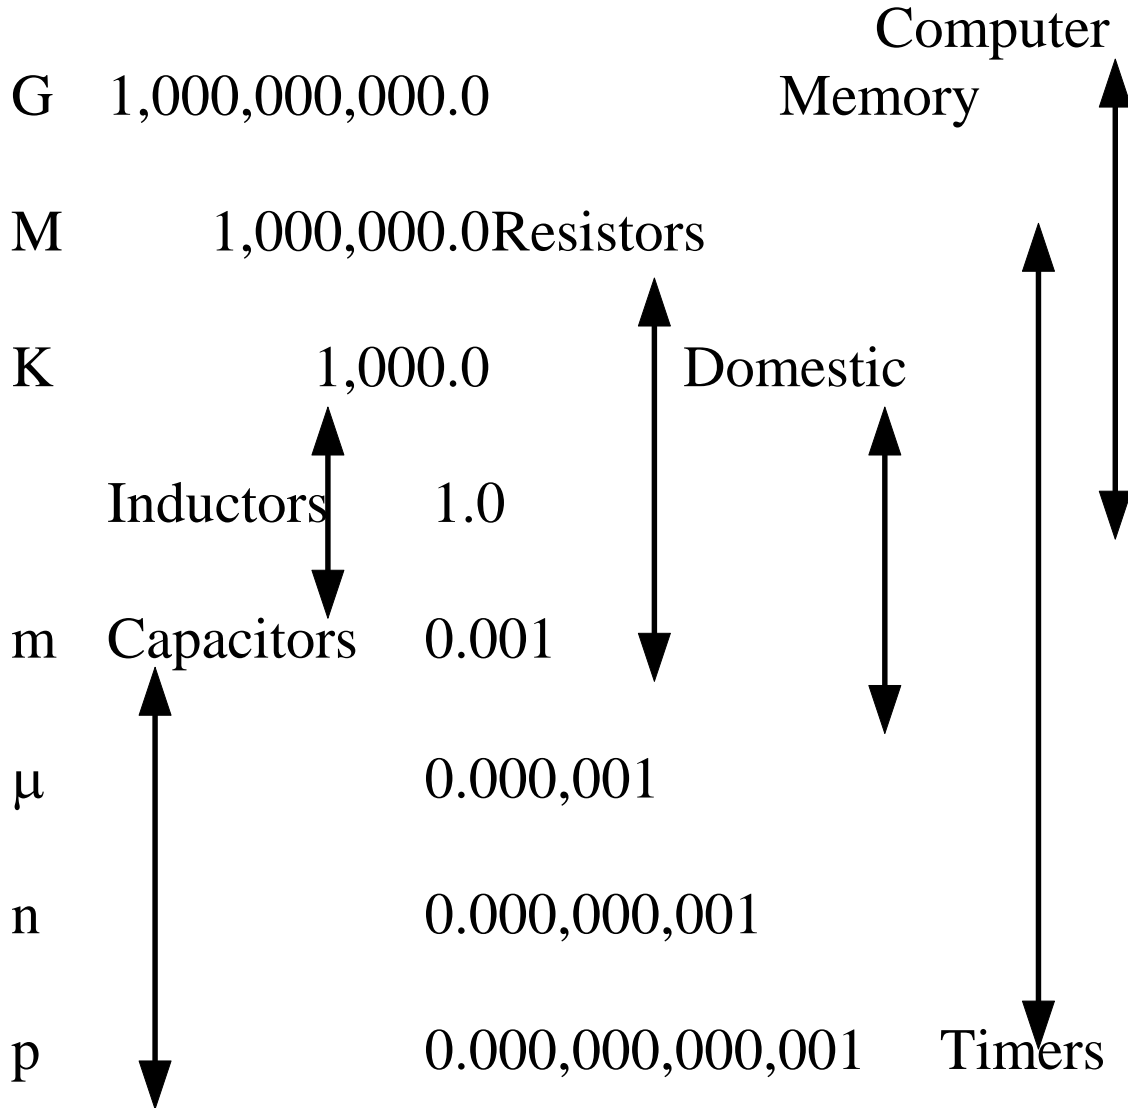 Computer
G 1,000,000,000.0 Memory
M 1,000,000.0Resistors
K 1,000.0 Domestic
Inductors 1.0
m Capacitors 0.001
μ 0.000,001
n 0.000,000,001
p 0.000,000,000,001 Timers